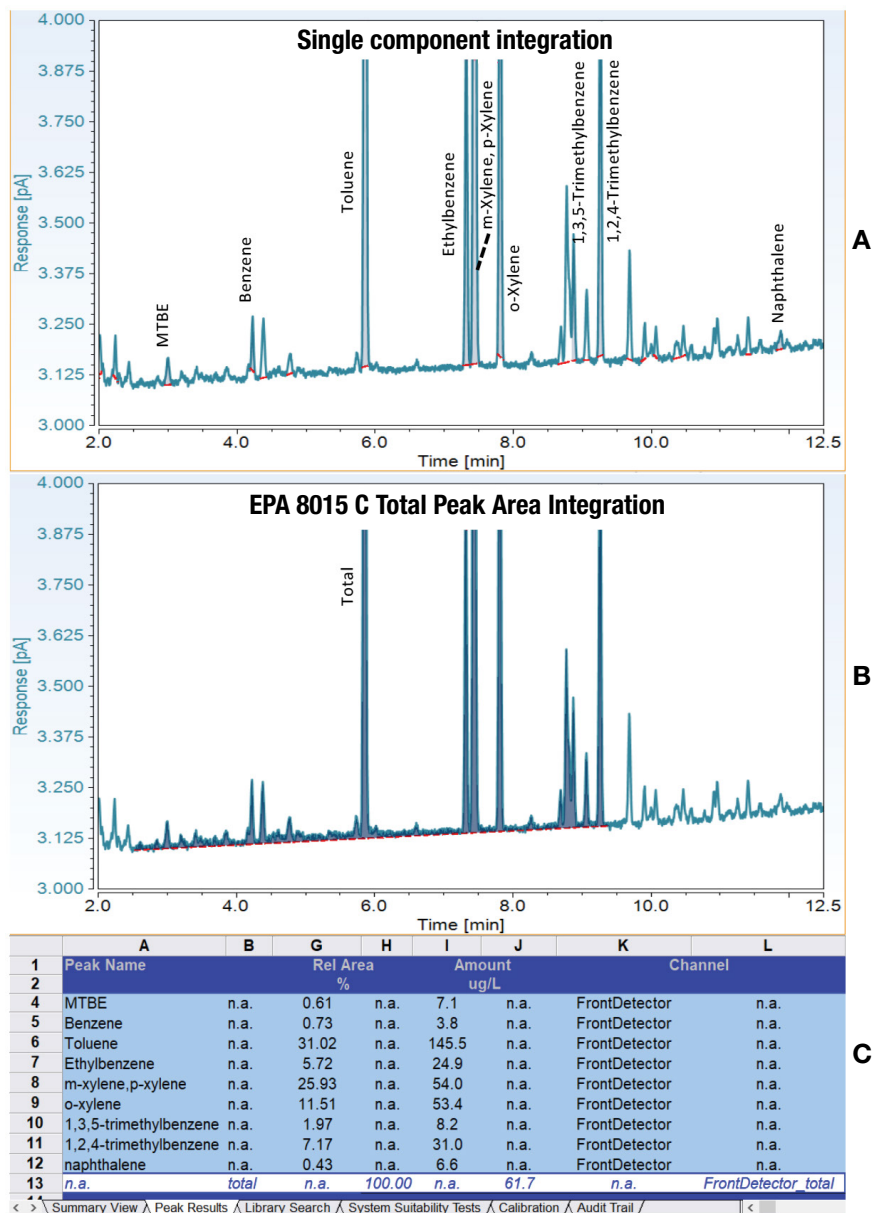 Single component integration
4.000
3.875
3.750
3.625
3.500
3.375
3.250
3.125
3.000
Response [pA]
MTBE
Benzene
Toluene
Ethylbenzene
m-Xylene, p-Xylene
o-Xylene
1,3,5-Trimethylbenzene
1,2,4-Trimethylbenzene
Naphthalene
2.0 4.0 6.0 8.0 10.0 12.5
Time [min]
A
EPA 8015 C Total Peak Area Integration
4.000
3.875
3.750
3.625
3.500
3.375
3.250
3.125
3.000
Response [pA]
Total
2.0 4.0 6.0 8.0 10.0 12.5
Time [min]
B
A B G H I J K L
1 Peak Name Rel Area Amount Channel
2 % ug/L
4 MTBE n.a. 0.61 n.a. 7.1 n.a. FrontDetector n.a.
5 Benzene n.a. 0.73 n.a. 3.8 n.a. FrontDetector n.a.
6 Toluene n.a. 31.02 n.a. 145.5 n.a. FrontDetector n.a.
7 Ethylbenzene n.a. 5.72 n.a. 24.9 n.a. FrontDetector n.a.
8 m-xylene,p-xylene n.a. 25.93 n.a. 54.0 n.a. FrontDetector n.a.
9 o-xylene n.a. 11.51 n.a. 53.4 n.a. FrontDetector n.a.
10 1,3,5-trimethylbenzene n.a. 1.97 n.a. 8.2 n.a. FrontDetector n.a.
11 1,2,4-trimethylbenzene n.a. 7.17 n.a. 31.0 n.a. FrontDetector n.a.
12 naphthalene n.a. 0.43 n.a. 6.6 n.a. FrontDetector n.a.
13 n.a. total n.a. 100.00 n.a. 61.7 n.a. FrontDetector_total
C
Summary View Peak Results Library Search System Suitability Tests Calibration Audit Trail